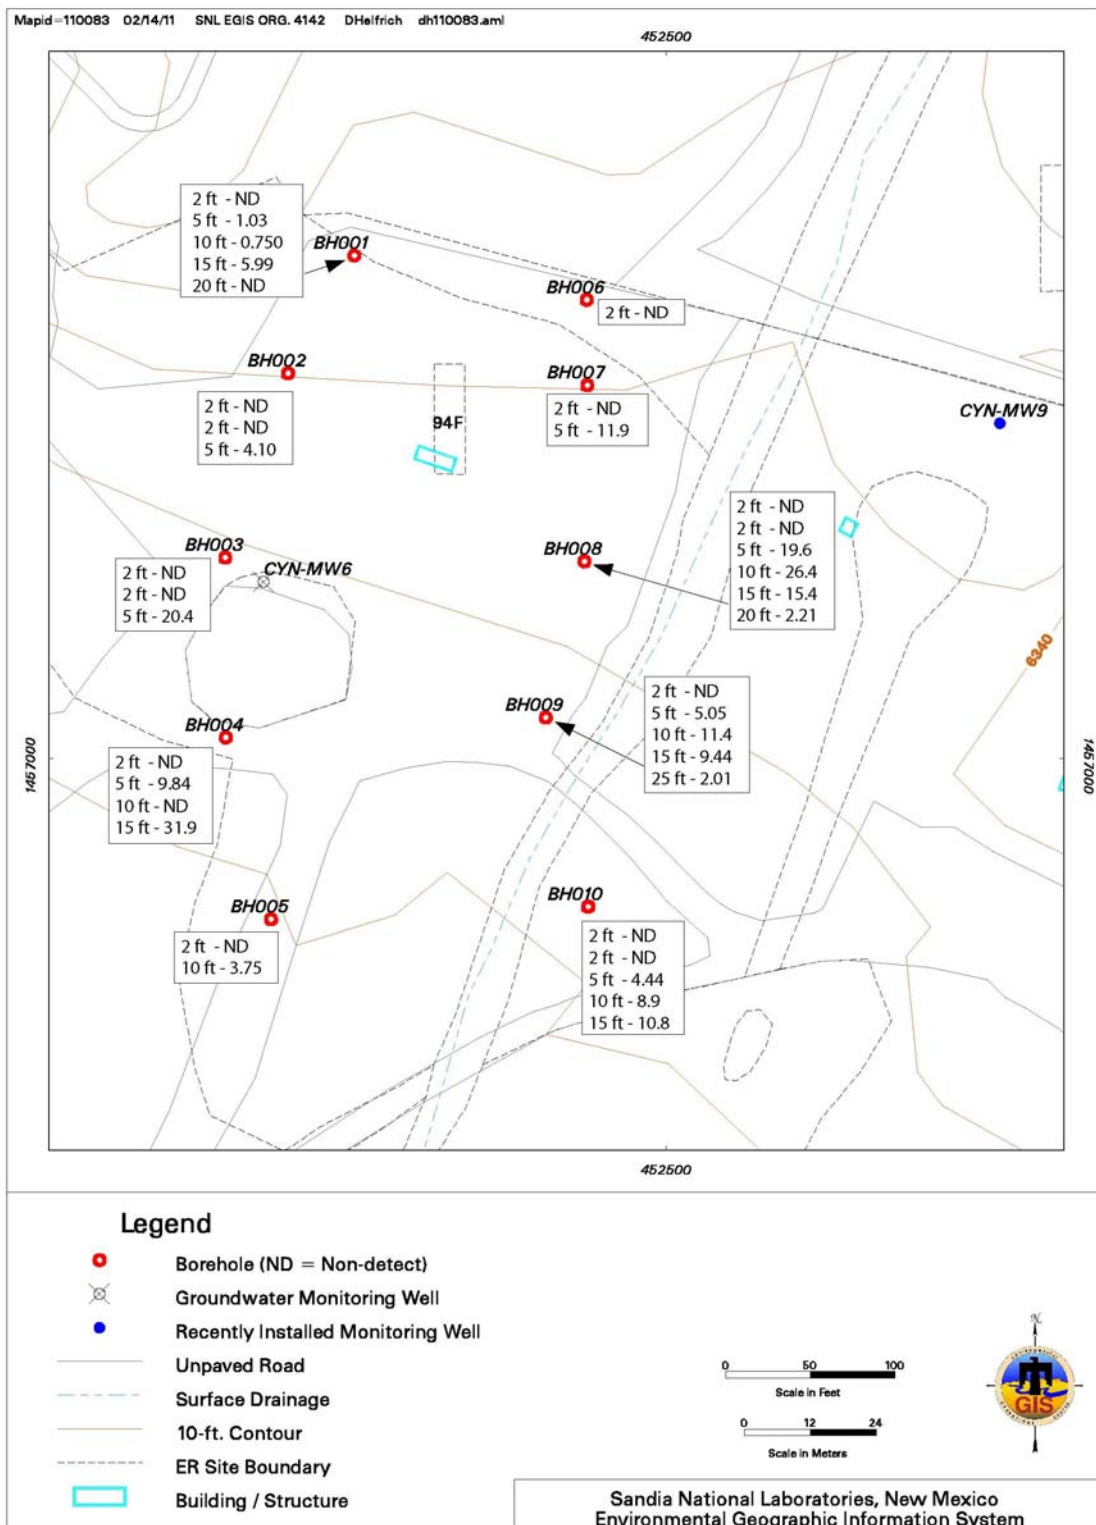 Mapid=110083 02/14/11 SNL EGIS ORG. 4142 DHelfrich dh110083.aml
452500
2 ft - ND
5 ft - 1.03
10 ft - 0.750
15 ft - 5.99
20 ft - ND
BH001
BH006
2 ft - ND
BH002
2 ft - ND
2 ft - ND
5 ft - 4.10
94F
BH007
2 ft - ND
5 ft - 11.9
CYN-MW9
BH003
2 ft - ND
2 ft - ND
5 ft - 20.4
CYN-MW6
BH008
2 ft - ND
2 ft - ND
5 ft - 19.6
10 ft - 26.4
15 ft - 15.4
20 ft - 2.21
6340
BH004
2 ft - ND
5 ft - 9.84
10 ft - ND
15 ft - 31.9
BH009
2 ft - ND
5 ft - 5.05
10 ft - 11.4
15 ft - 9.44
25 ft - 2.01
1457000
1457000
BH005
2 ft - ND
10 ft - 3.75
BH010
2 ft - ND
2 ft - ND
5 ft - 4.44
10 ft - 8.9
15 ft - 10.8
452500
Legend
Borehole (ND = Non-detect)
Groundwater Monitoring Well
Recently Installed Monitoring Well
Unpaved Road
Surface Drainage
10-ft. Contour
ER Site Boundary
Building / Structure
0 50 100
Scale in Feet
0 12 24
Scale in Meters
N
GIS
Sandia National Laboratories, New Mexico
Environmental Geographic Information System